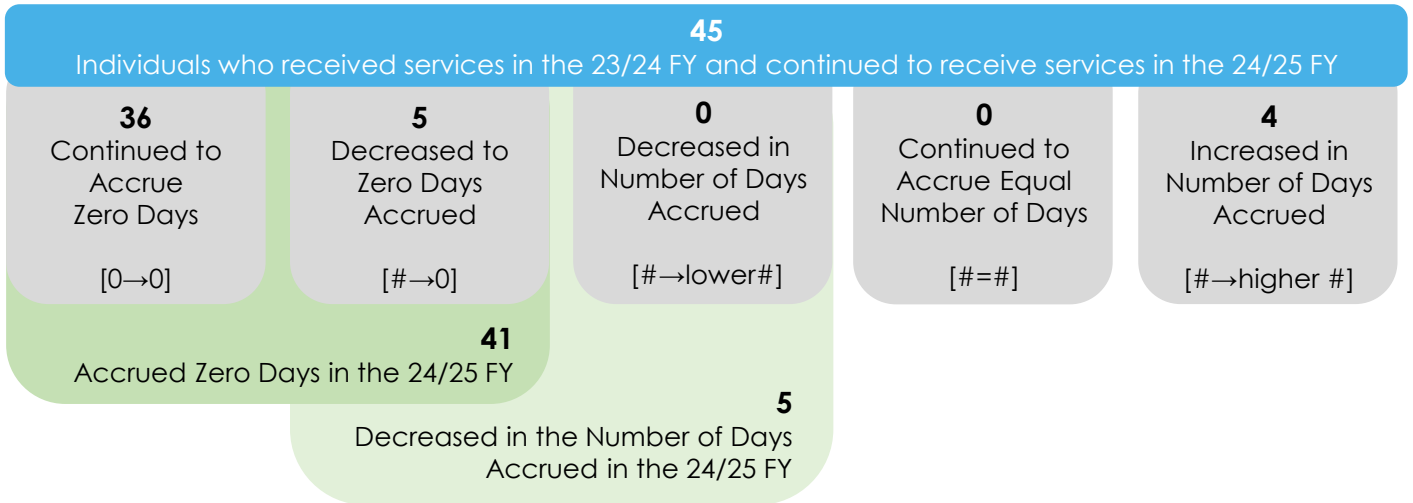 45
Individuals who received services in the 23/24 FY and continued to receive services in the 24/25 FY
36
Continued to
Accrue
Zero Days
[0→0]
5
Decreased to
Zero Days
Accrued
[#→0]
0
Decreased in
Number of Days
Accrued
[#→lower#]
0
Continued to
Accrue Equal
Number of Days
[#=#]
4
Increased in
Number of Days
Accrued
[#→higher #]
41
Accrued Zero Days in the 24/25 FY
5
Decreased in the Number of Days
Accrued in the 24/25 FY